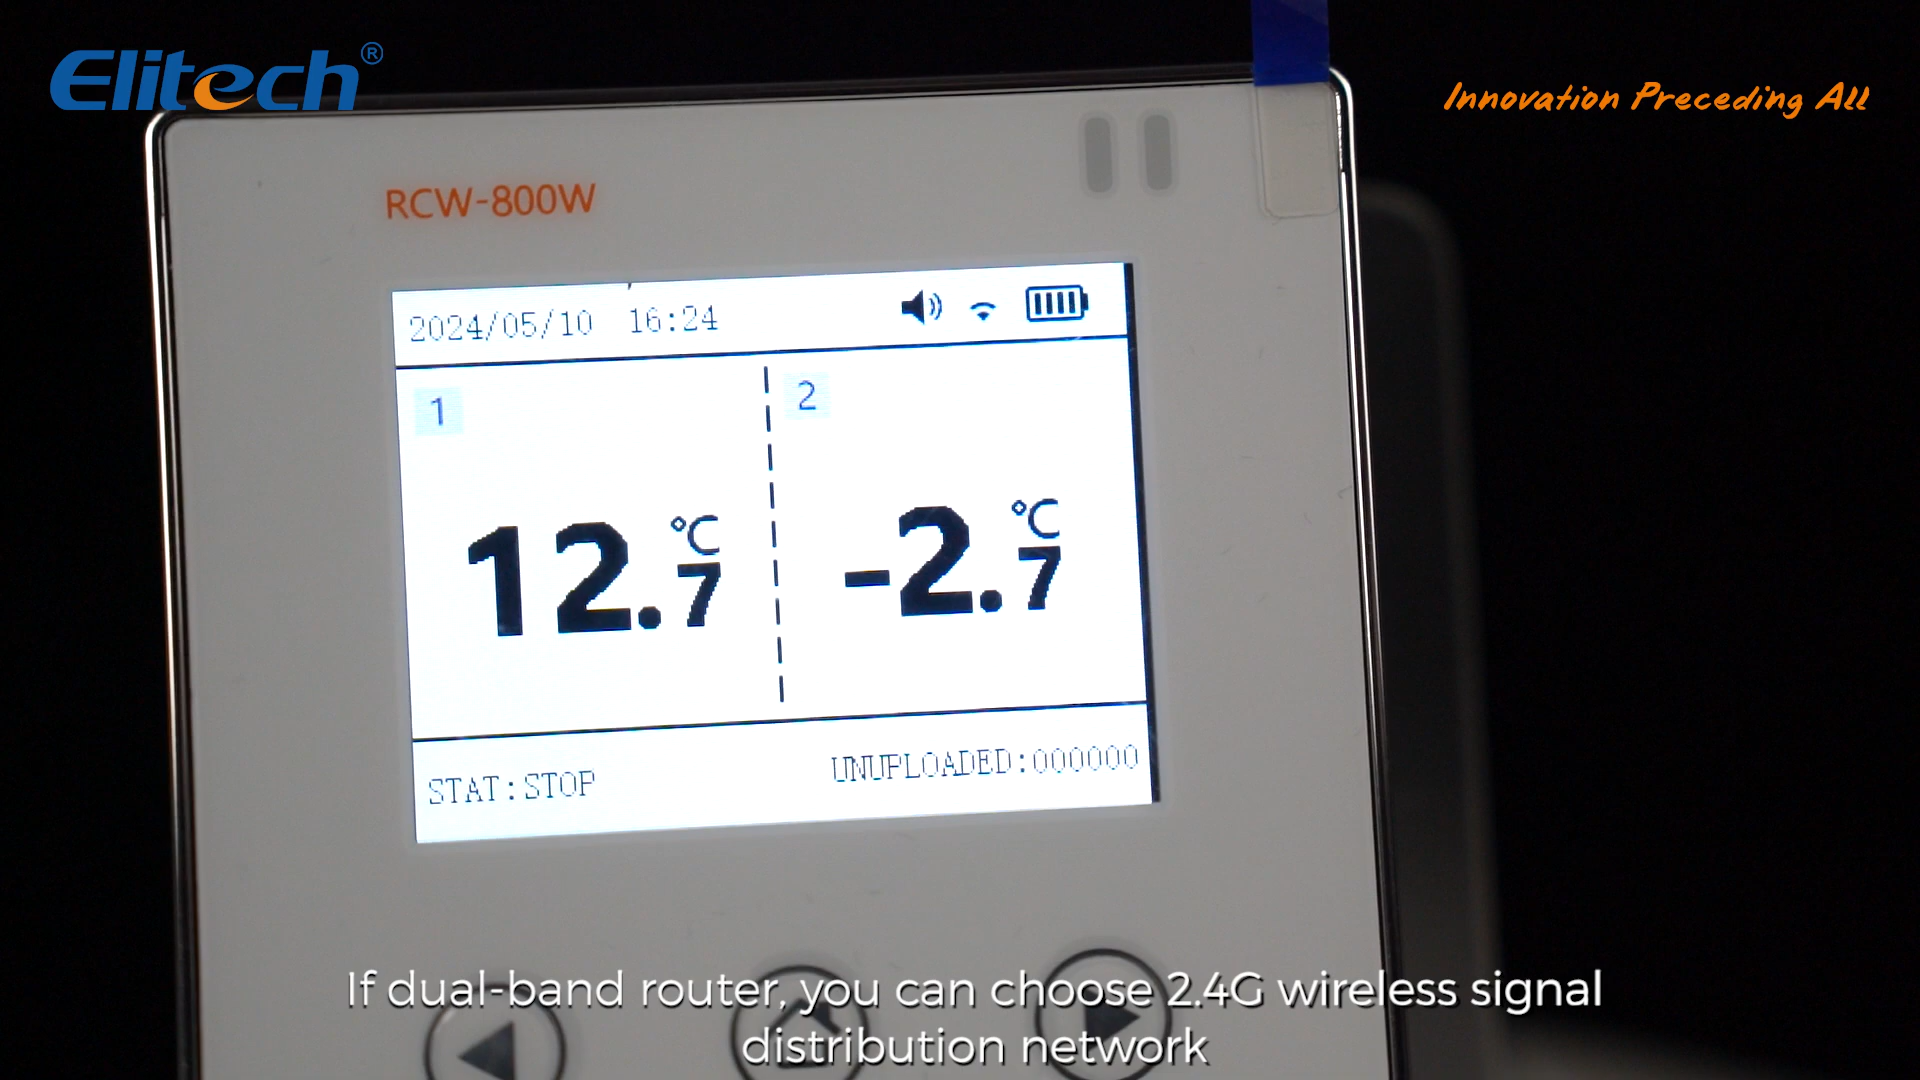 Elitech®
Innovation Preceding All
RCW-800W
2024/05/10 16:24
1
2
12.7 °C
-2.7 °C
STAT:STOP
UNUPLOADED:000000
If dual-band router, you can choose 2.4G wireless signal
distribution network